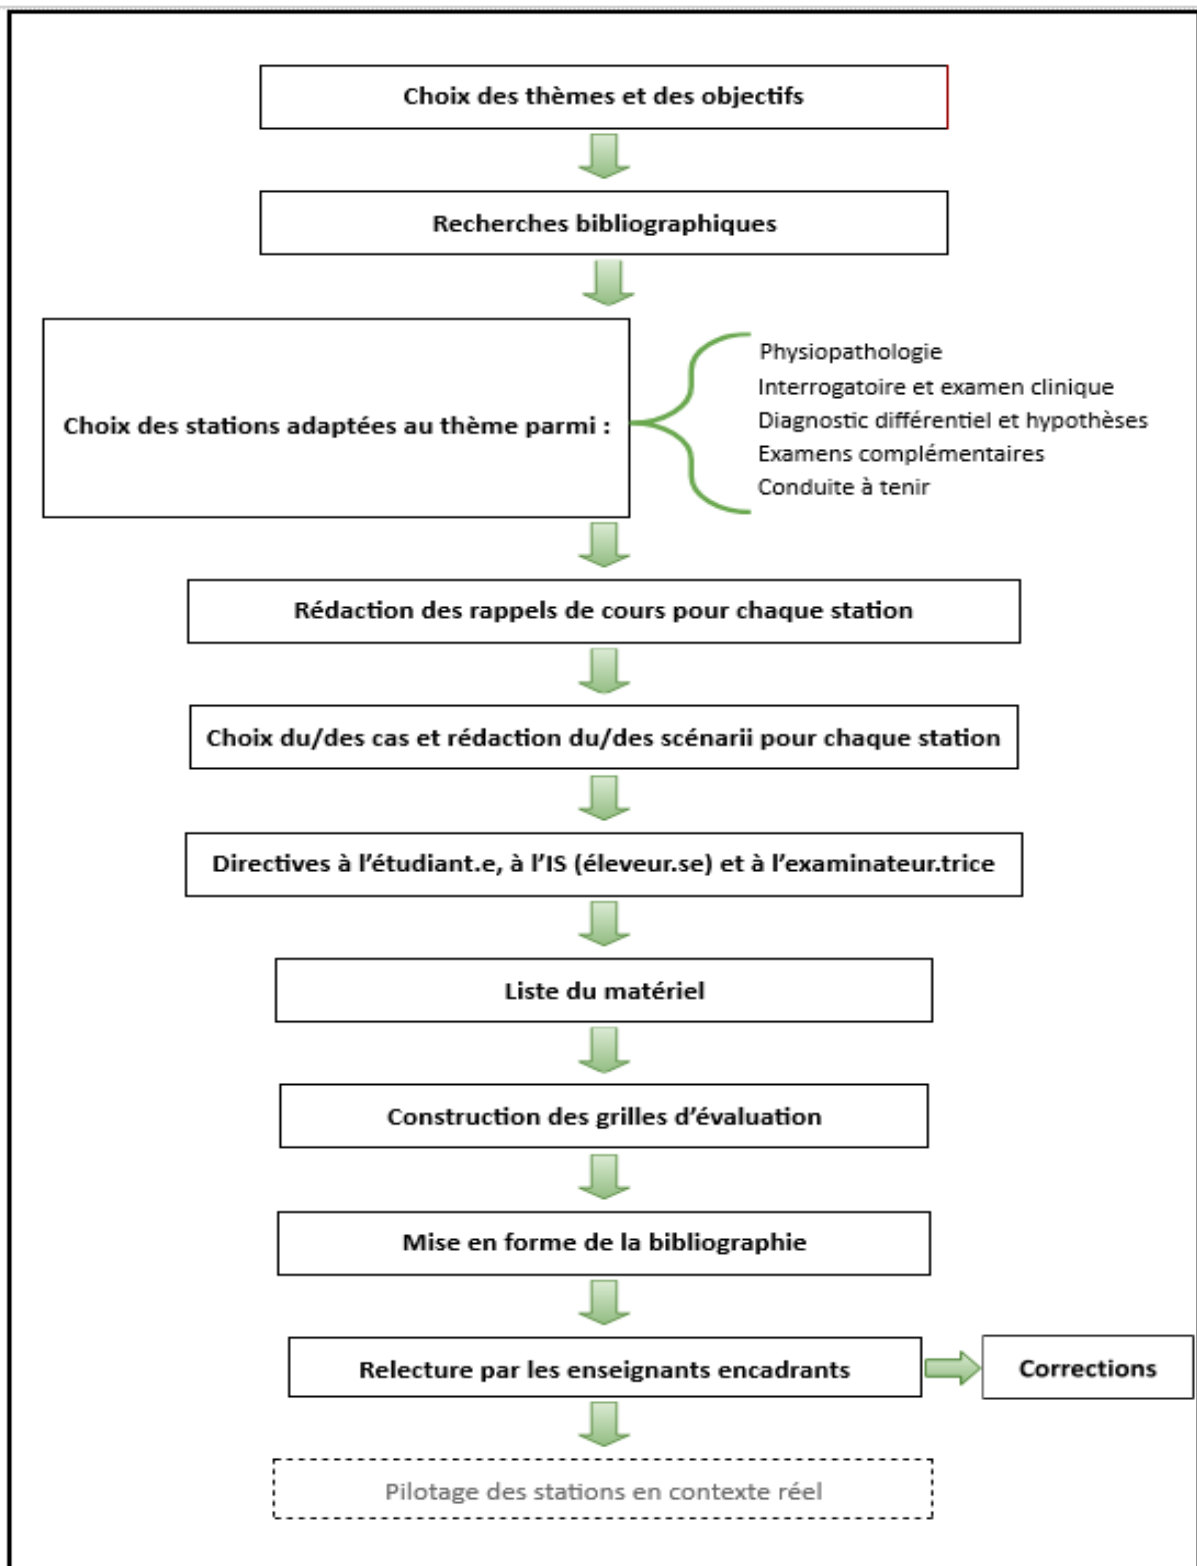 Choix des thèmes et des objectifs
Recherches bibliographiques
Choix des stations adaptées au thème parmi :
Physiopathologie
Interrogatoire et examen clinique
Diagnostic différentiel et hypothèses
Examens complémentaires
Conduite à tenir
Rédaction des rappels de cours pour chaque station
Choix du/des cas et rédaction du/des scénarii pour chaque station
Directives à l’étudiant.e, à l’IS (éleveur.se) et à l’examinateur.trice
Liste du matériel
Construction des grilles d’évaluation
Mise en forme de la bibliographie
Relecture par les enseignants encadrants
Corrections
Pilotage des stations en contexte réel